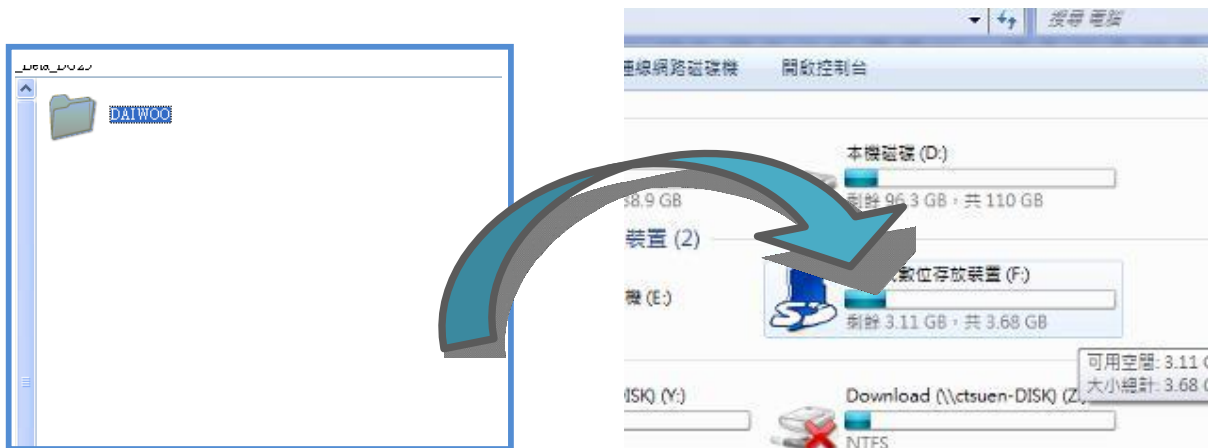 DAIWOO
搜尋 電腦
連線網路磁碟機 開啟控制台
本機磁碟 (D:)
38.9 GB
剩餘 96.3 GB，共 110 GB
裝置 (2)
數位存放裝置 (F:)
機 (E:)
剩餘 3.11 GB，共 3.68 GB
可用空間: 3.11
大小總計: 3.68
ISK) (Y:)
Download (\\ctsuen-DISK) (Z
NTFS
SD